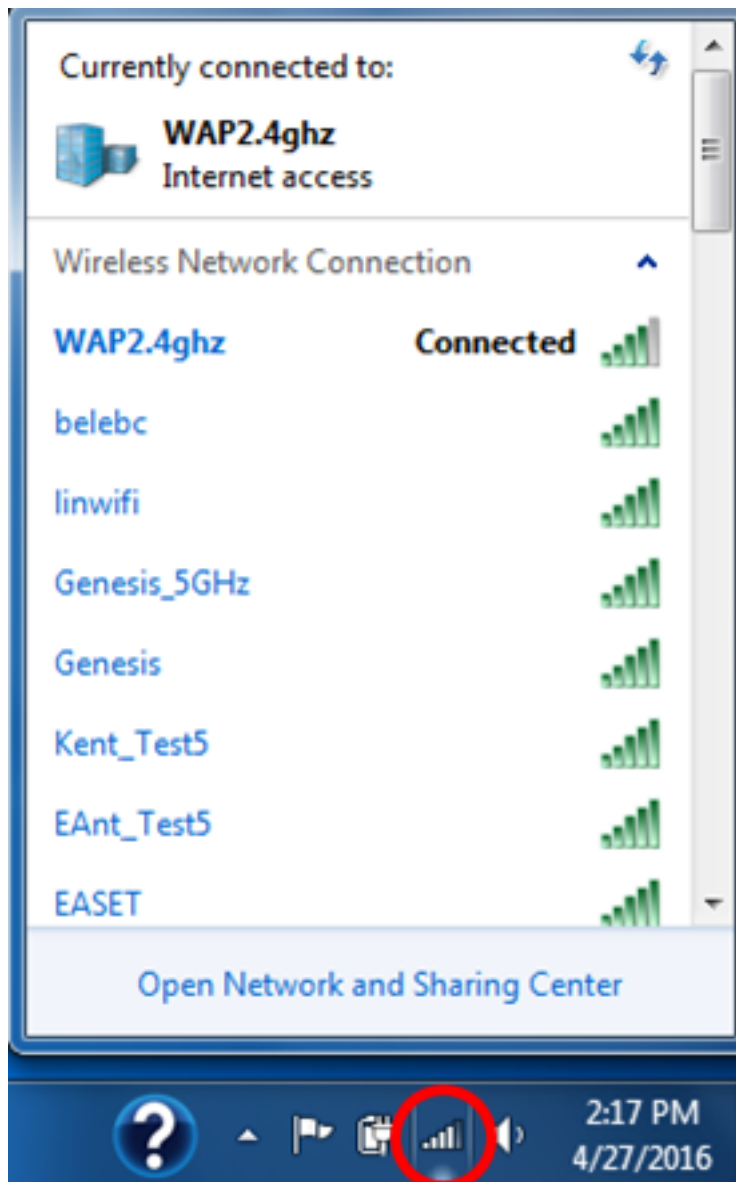 Currently connected to:
WAP2.4ghz
Internet access
Wireless Network Connection
WAP2.4ghz Connected
belebc
linwifi
Genesis_5GHz
Genesis
Kent_Test5
EAnt_Test5
EASET
Open Network and Sharing Center
?
2:17 PM
4/27/2016